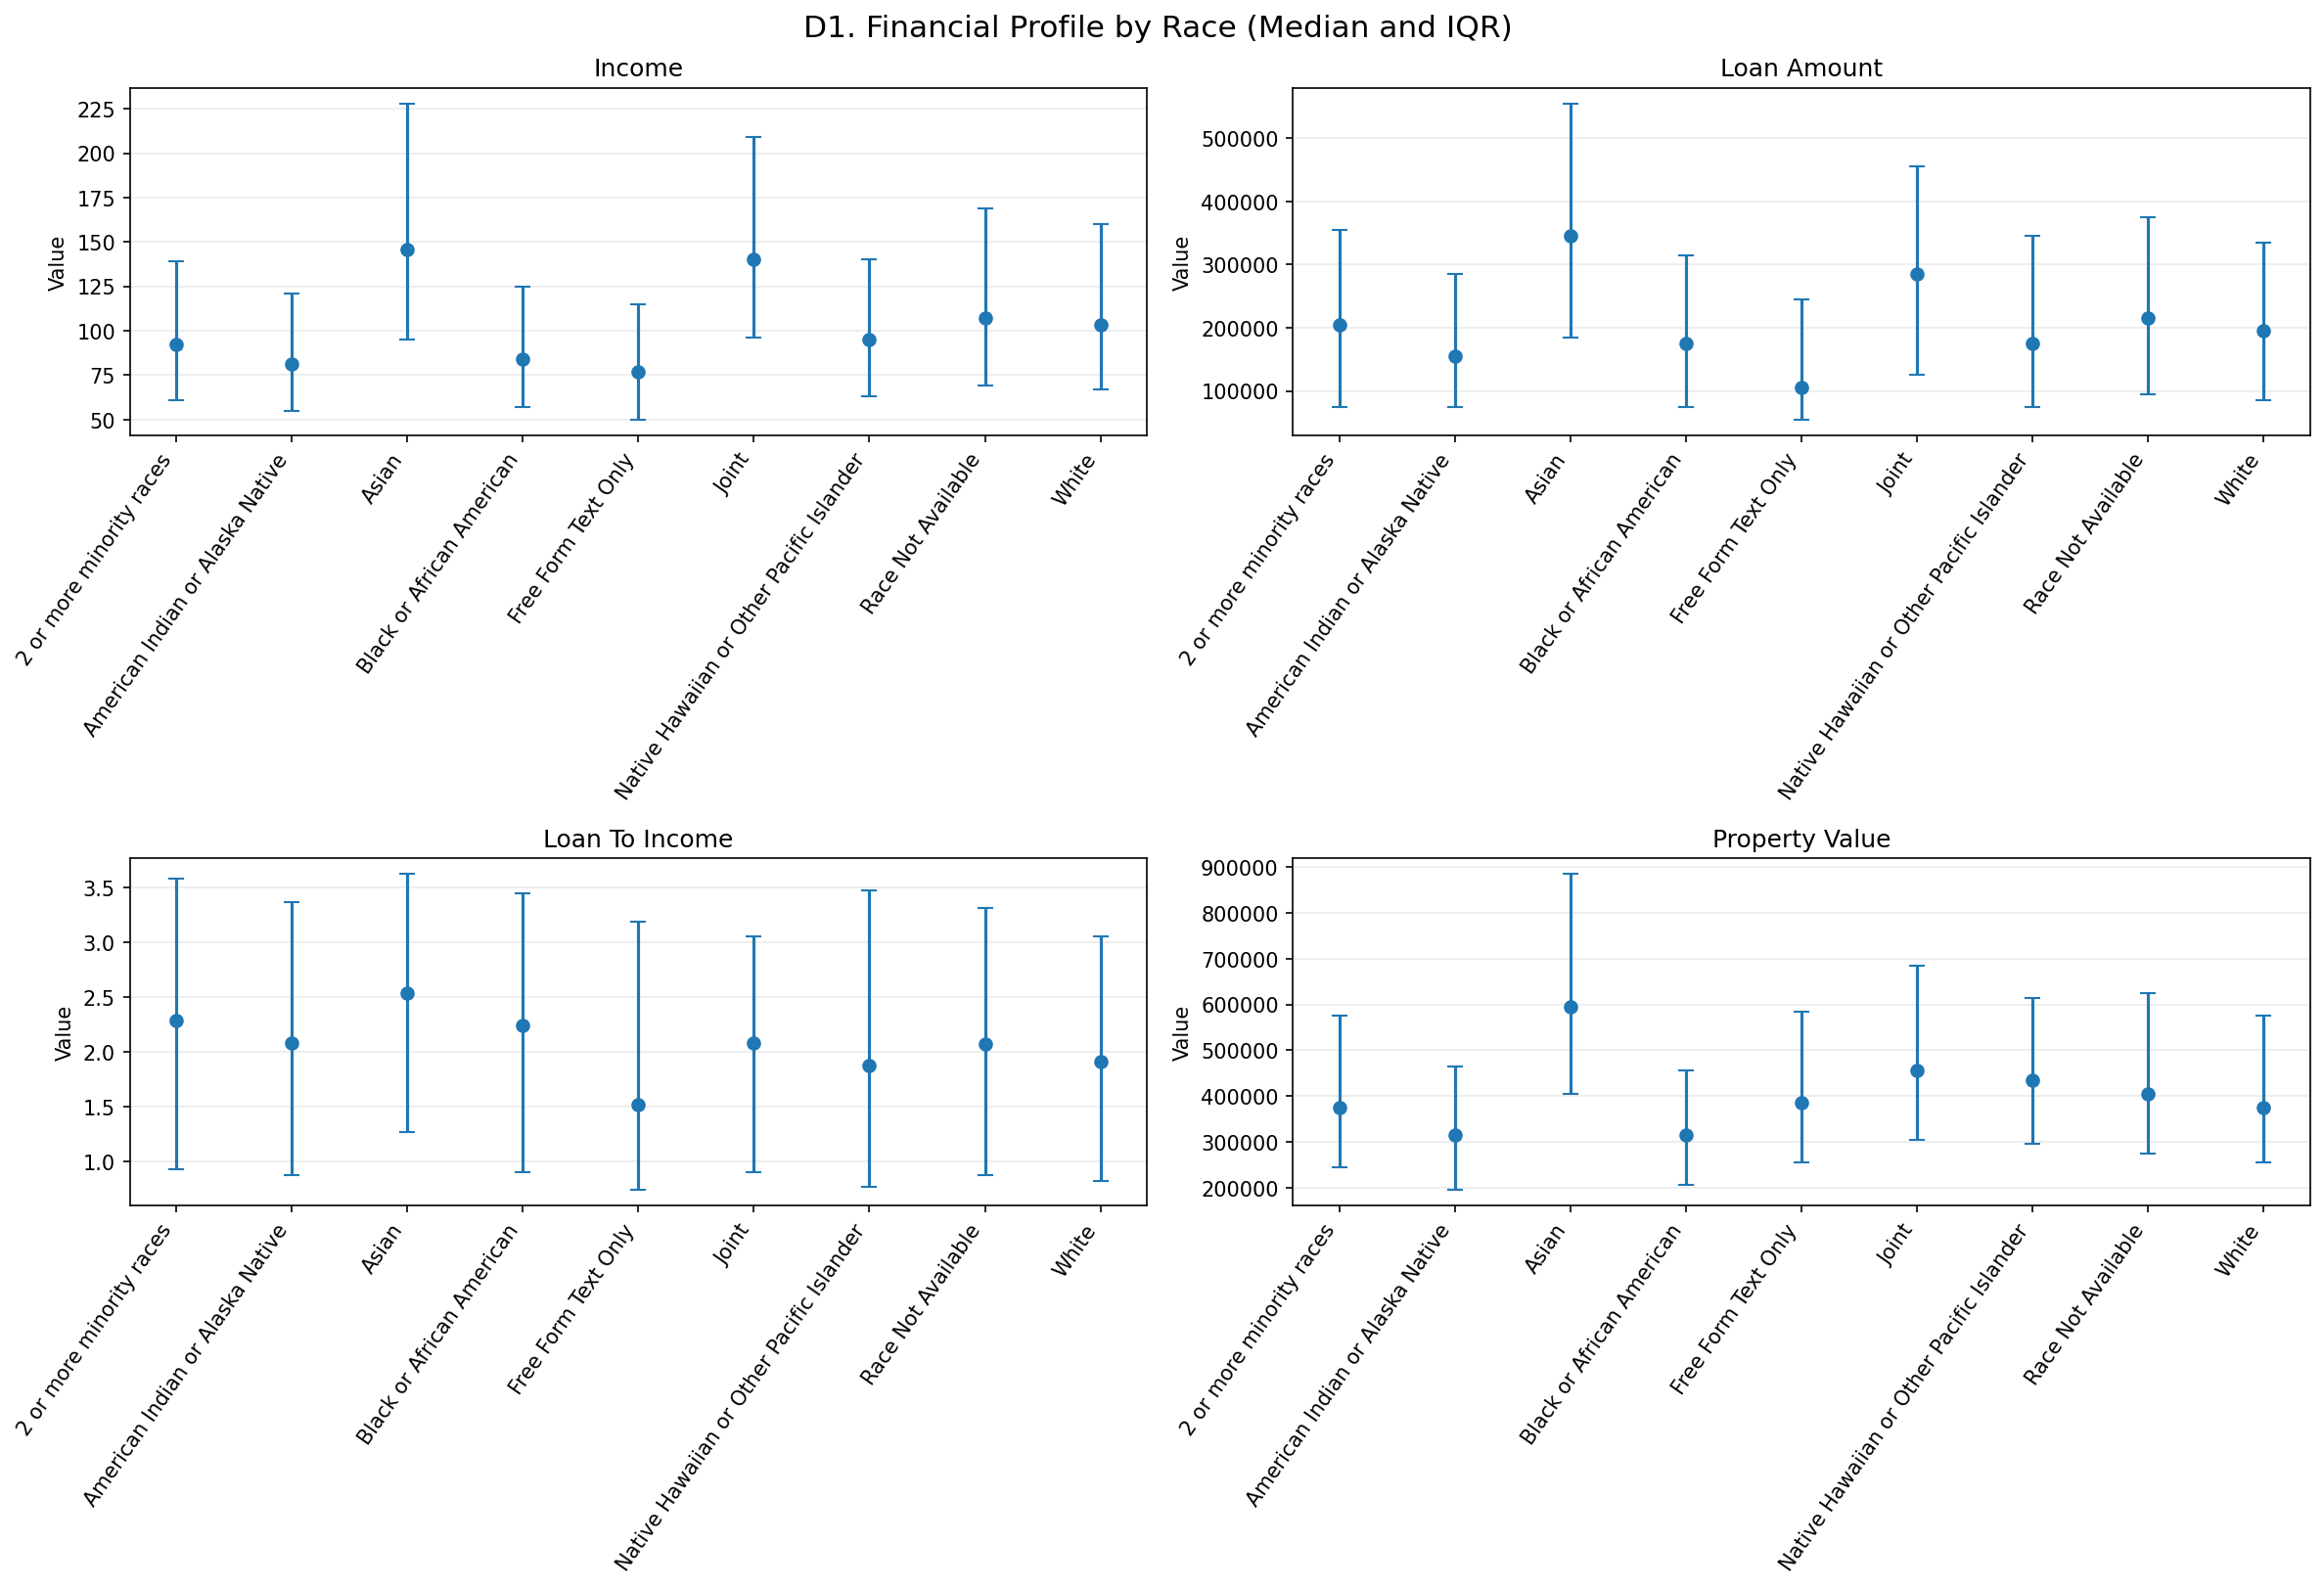 D1. Financial Profile by Race (Median and IQR)
Income
Value
225
200
175
150
125
100
75
50
2 or more minority races
American Indian or Alaska Native
Asian
Black or African American
Free Form Text Only
Joint
Native Hawaiian or Other Pacific Islander
Race Not Available
White
Loan Amount
Value
500000
400000
300000
200000
100000
2 or more minority races
American Indian or Alaska Native
Asian
Black or African American
Free Form Text Only
Joint
Native Hawaiian or Other Pacific Islander
Race Not Available
White
Loan To Income
Value
3.5
3.0
2.5
2.0
1.5
1.0
2 or more minority races
American Indian or Alaska Native
Asian
Black or African American
Free Form Text Only
Joint
Native Hawaiian or Other Pacific Islander
Race Not Available
White
Property Value
Value
900000
800000
700000
600000
500000
400000
300000
200000
2 or more minority races
American Indian or Alaska Native
Asian
Black or African American
Free Form Text Only
Joint
Native Hawaiian or Other Pacific Islander
Race Not Available
White